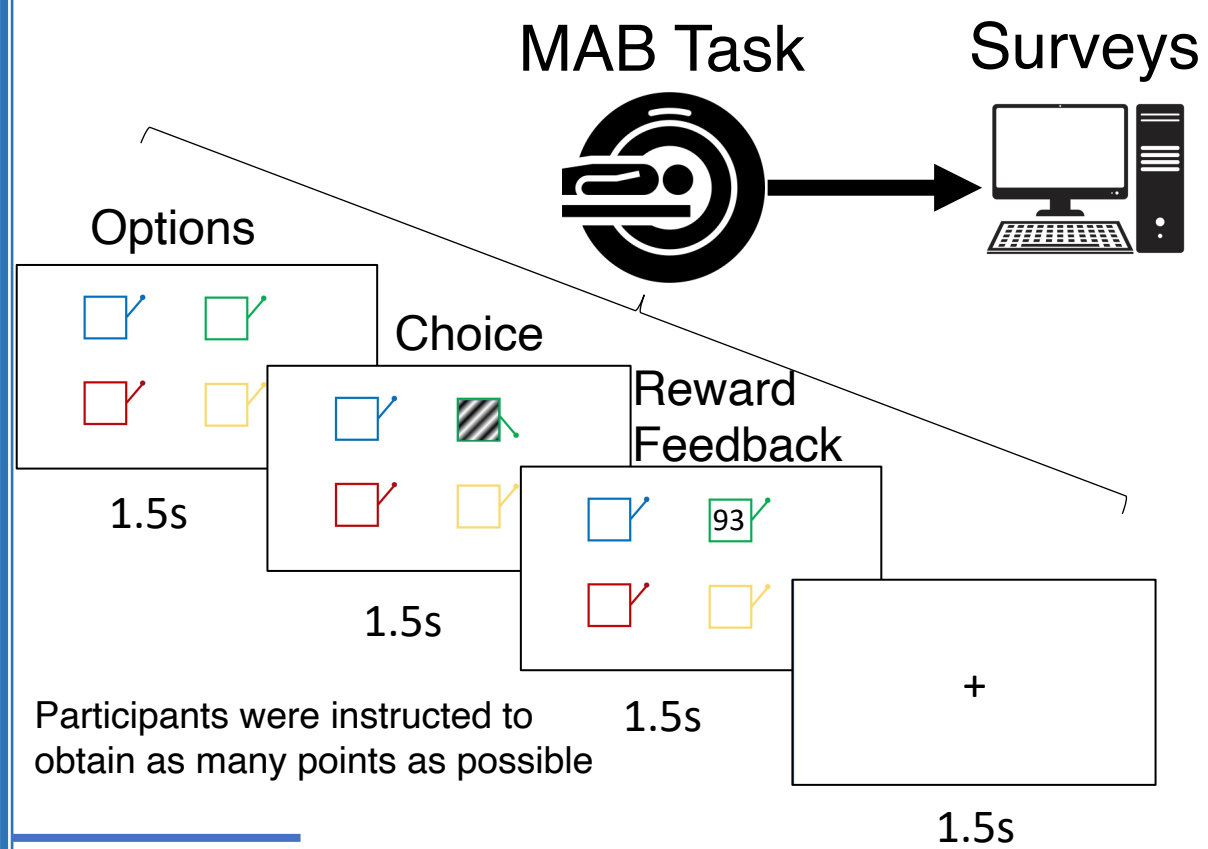 MAB Task
Surveys
Options
Choice
Reward
Feedback
93
1.5s
1.5s
1.5s
+
Participants were instructed to
obtain as many points as possible
1.5s